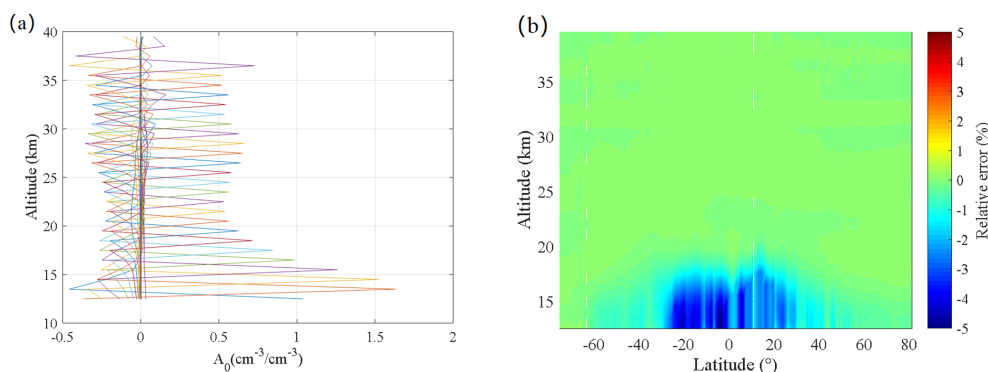 (a)
40
35
30
25
20
15
10
Altitude (km)
-0.5 0 0.5 1 1.5 2
A₀(cm⁻³/cm⁻³)
(b)
35
30
25
20
15
Altitude (km)
-60 -40 -20 0 20 40 60 80
Latitude (°)
5
4
3
2
1
0
-1
-2
-3
-4
-5
Relative error (%)